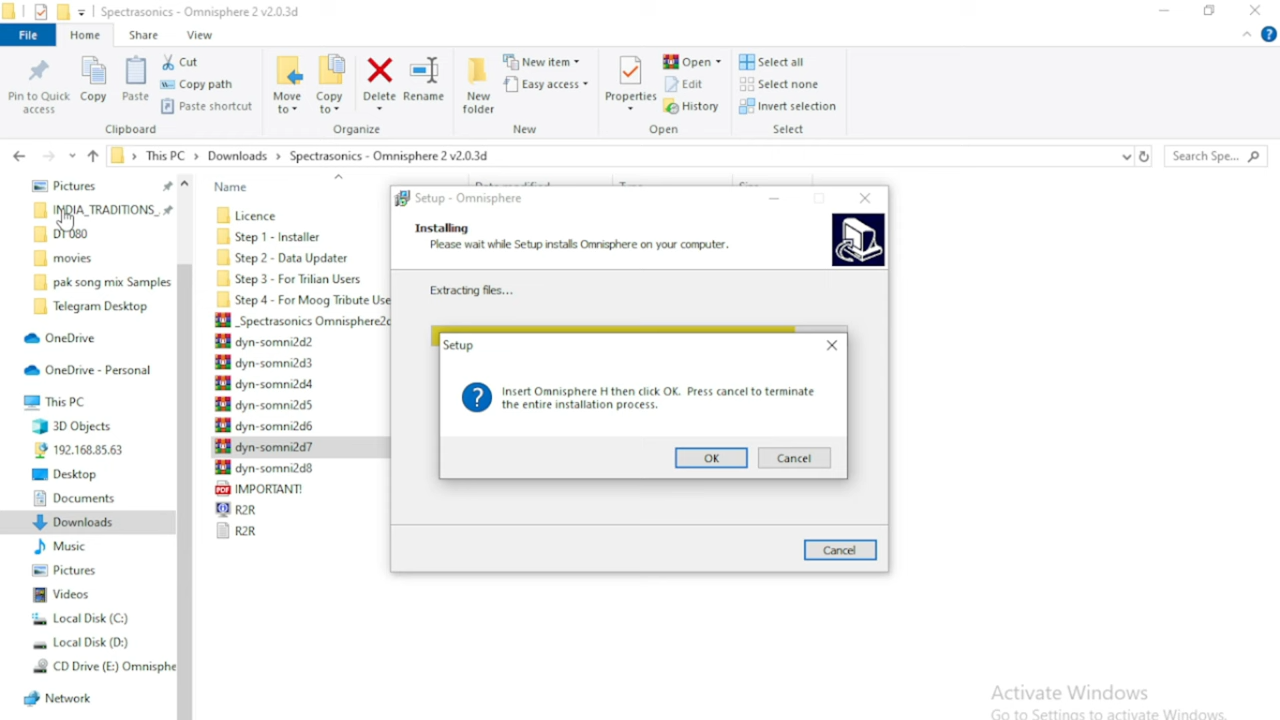 Spectrasonics - Omnisphere 2 v2.0.3d
File Home Share View
Pin to Quick access
Copy
Paste
Cut
Copy path
Paste shortcut
Clipboard
Move to
Copy to
Delete
Rename
Organize
New folder
New item
Easy access
New
Properties
Open
Edit
History
Open
Select all
Select none
Invert selection
Select
This PC › Downloads › Spectrasonics - Omnisphere 2 v2.0.3d
Search Spe...
Pictures
INDIA_TRADITIONS_
DT080
movies
pak song mix Samples
Telegram Desktop
OneDrive
OneDrive - Personal
This PC
3D Objects
192.168.85.63
Desktop
Documents
Downloads
Music
Pictures
Videos
Local Disk (C:)
Local Disk (D:)
CD Drive (E:) Omnisphe
Network
Name
Licence
Step 1 - Installer
Step 2 - Data Updater
Step 3 - For Trilian Users
Step 4 - For Moog Tribute Use
_Spectrasonics Omnisphere2
dyn-somni2d2
dyn-somni2d3
dyn-somni2d4
dyn-somni2d5
dyn-somni2d6
dyn-somni2d7
dyn-somni2d8
IMPORTANT!
R2R
R2R
Setup - Omnisphere
Installing
Please wait while Setup installs Omnisphere on your computer.
Extracting files...
Setup
Insert Omnisphere H then click OK. Press cancel to terminate
the entire installation process.
OK Cancel
Cancel
Activate Windows
Go to Settings to activate Windows.